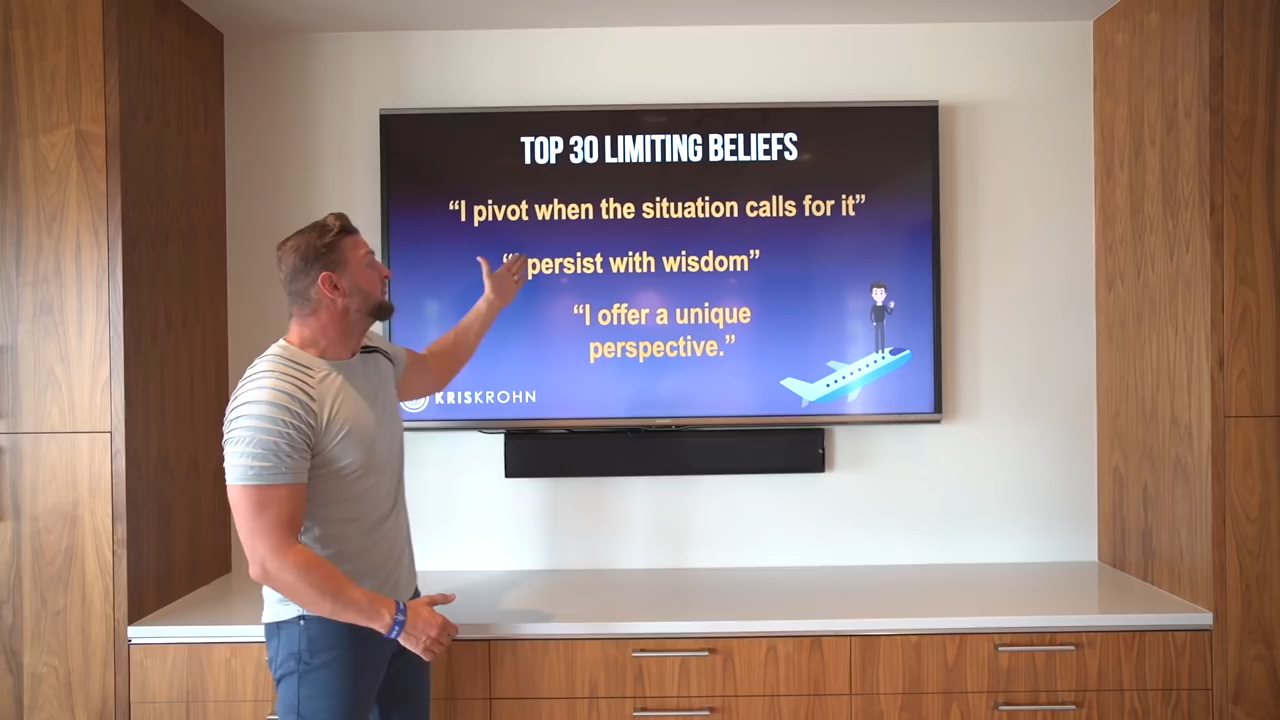 TOP 30 LIMITING BELIEFS
“I pivot when the situation calls for it”
“I persist with wisdom”
“I offer a unique
perspective.”
KRISKROHN